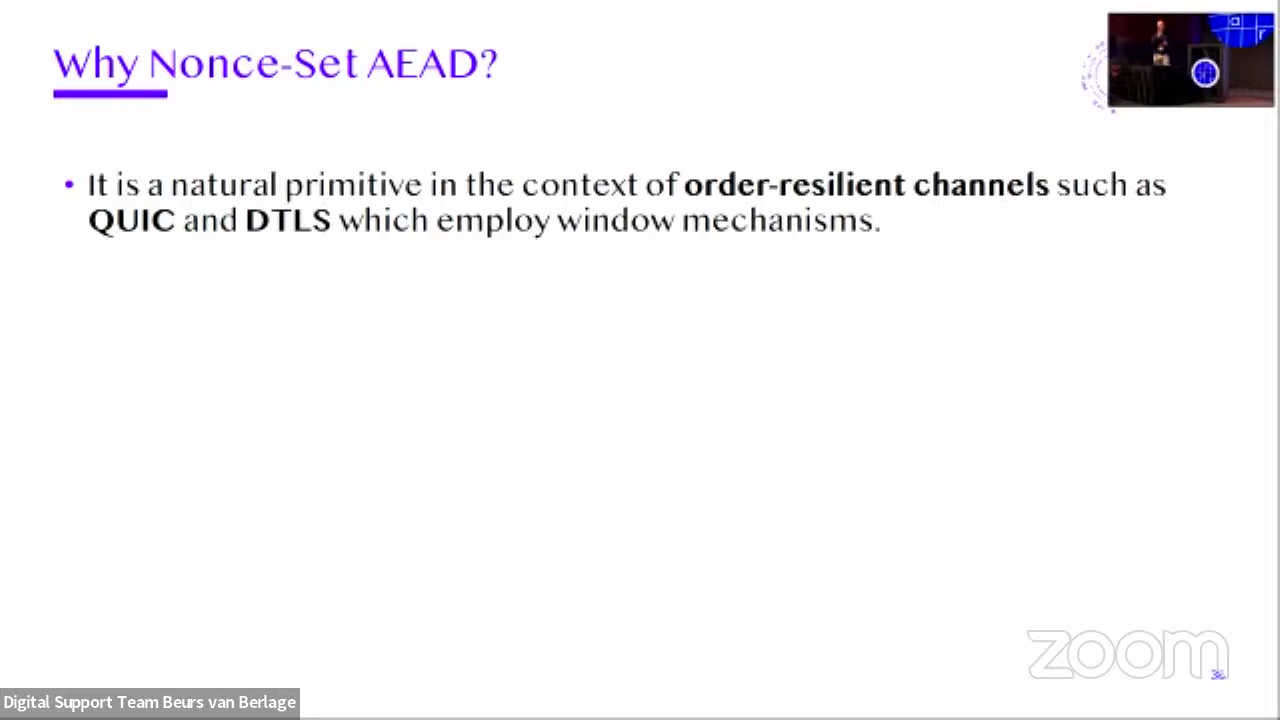 Why Nonce-Set AEAD?
• It is a natural primitive in the context of order-resilient channels such as
QUIC and DTLS which employ window mechanisms.
zoom
Digital Support Team Beurs van Berlage